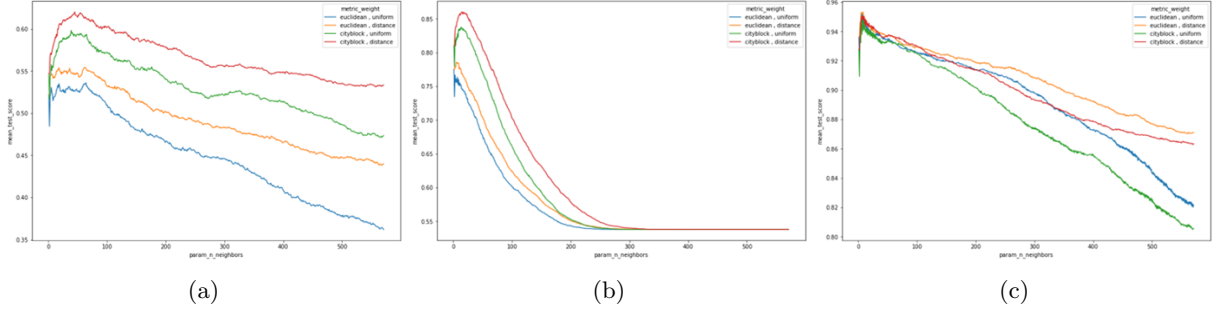 metric_weight
euclidean , uniform
euclidean , distance
cityblock , uniform
cityblock , distance
0.60
0.55
0.50
0.45
0.40
0.35
mean_test_score
0 100 200 300 400 500
param_n_neighbors
(a)
metric_weight
euclidean , uniform
euclidean , distance
cityblock , uniform
cityblock , distance
0.85
0.80
0.75
0.70
0.65
0.60
0.55
mean_test_score
0 100 200 300 400 500
param_n_neighbors
(b)
metric_weight
euclidean , uniform
euclidean , distance
cityblock , uniform
cityblock , distance
0.96
0.94
0.92
0.90
0.88
0.86
0.84
0.82
0.80
mean_test_score
0 100 200 300 400 500
param_n_neighbors
(c)